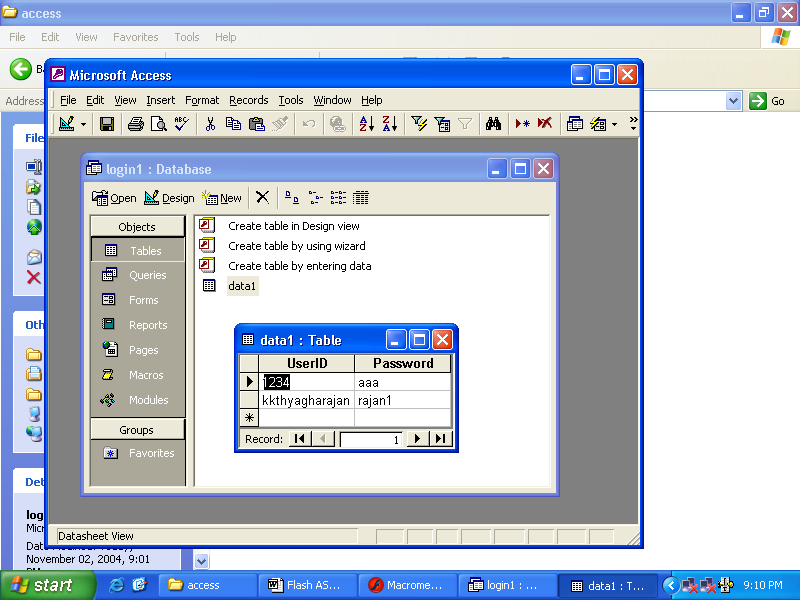 access
File Edit View Favorites Tools Help
B
Address
Go
Microsoft Access
File Edit View Insert Format Records Tools Window Help
login1 : Database
Open Design New
Objects
Tables
Queries
Forms
Reports
Pages
Macros
Modules
Groups
Favorites
Create table in Design view
Create table by using wizard
Create table by entering data
data1
data1 : Table
UserID Password
1234 aaa
kkthyagharajan rajan1
Record: 1
Datasheet View
File
Oth
Det
log
Micr
November 02, 2004, 9:01
start
access
Flash AS...
Macrome...
login1 : ...
data1 : T...
9:10 PM